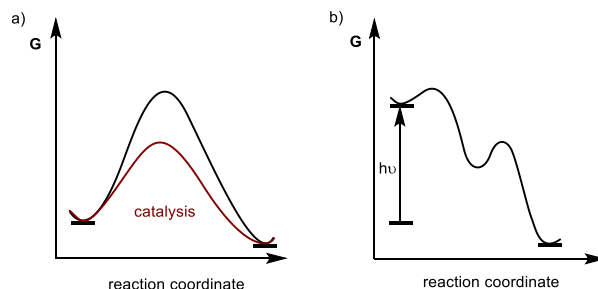 a)
G
catalysis
reaction coordinate
b)
G
hυ
reaction coordinate